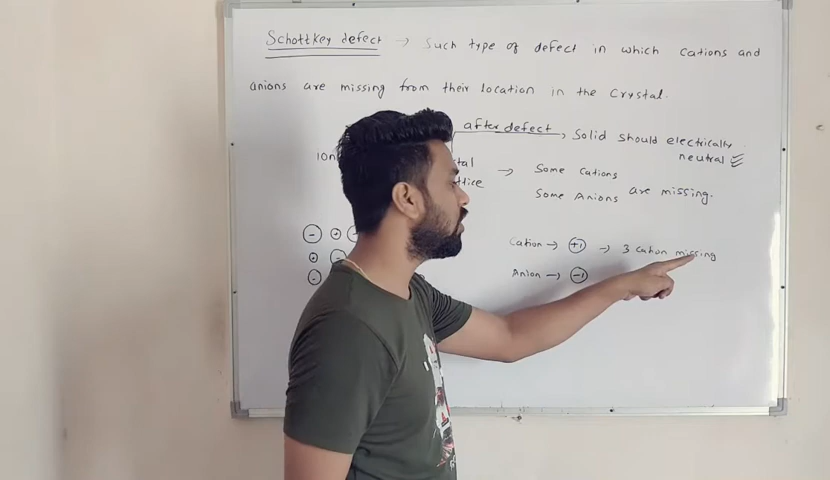 Schottkey defect → Such type of defect in which cations and
anions are missing from their location in the crystal.
after defect, Solid should electrically
neutral
→ Some Cations
Some Anions are missing.
Cation → +1 → 3 cation missing
Anion → -1
- + -
+ -
-